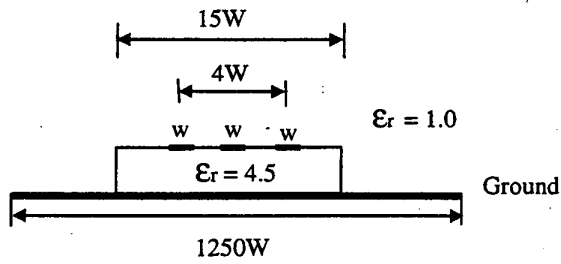 15W
4W
w w w
εr = 1.0
εr = 4.5
Ground
1250W